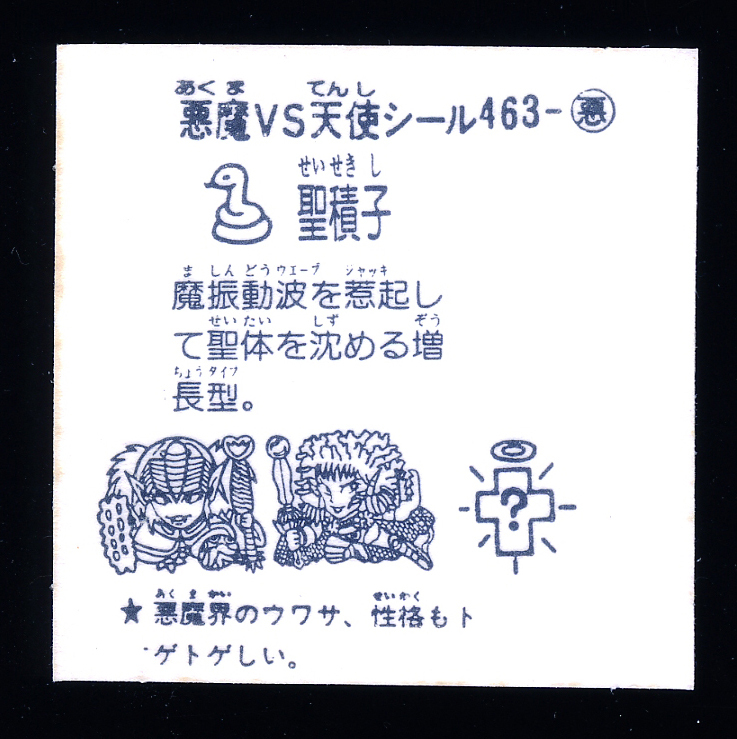 あくま てんし
悪魔VS天使シール463-悪
せいせきし
聖積子
ましんどうウエーブ ジャッキ
魔振動波を惹起し
せいたい しず ぞう
て聖体を沈める増
ちょうタイプ
長型。
?
あくまかい せいかく
★悪魔界のウワサ、性格もト
ゲトゲしい。